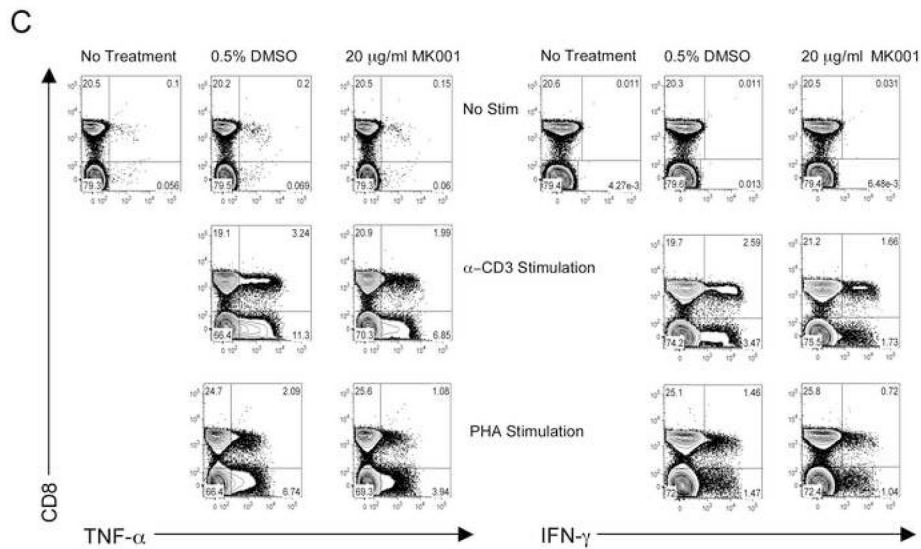 C
No Treatment 0.5% DMSO 20 µg/ml MK001 No Treatment 0.5% DMSO 20 µg/ml MK001
20.5 0.1 20.2 0.2 20.5 0.15 No Stim 20.6 0.011 20.3 0.011 20.5 0.031
79.3 0.056 79.5 0.069 79.3 0.06 79.4 4.27e-3 79.6 0.013 79.4 6.48e-3
19.1 3.24 20.9 1.99 α-CD3 Stimulation 19.7 2.59 21.2 1.66
66.4 11.3 70.3 6.85 74.2 3.47 75.5 1.73
24.7 2.09 25.6 1.08 PHA Stimulation 25.1 1.46 25.8 0.72
66.4 6.74 69.3 3.94 1.47 72.4 1.04
CD8
TNF-α IFN-γ